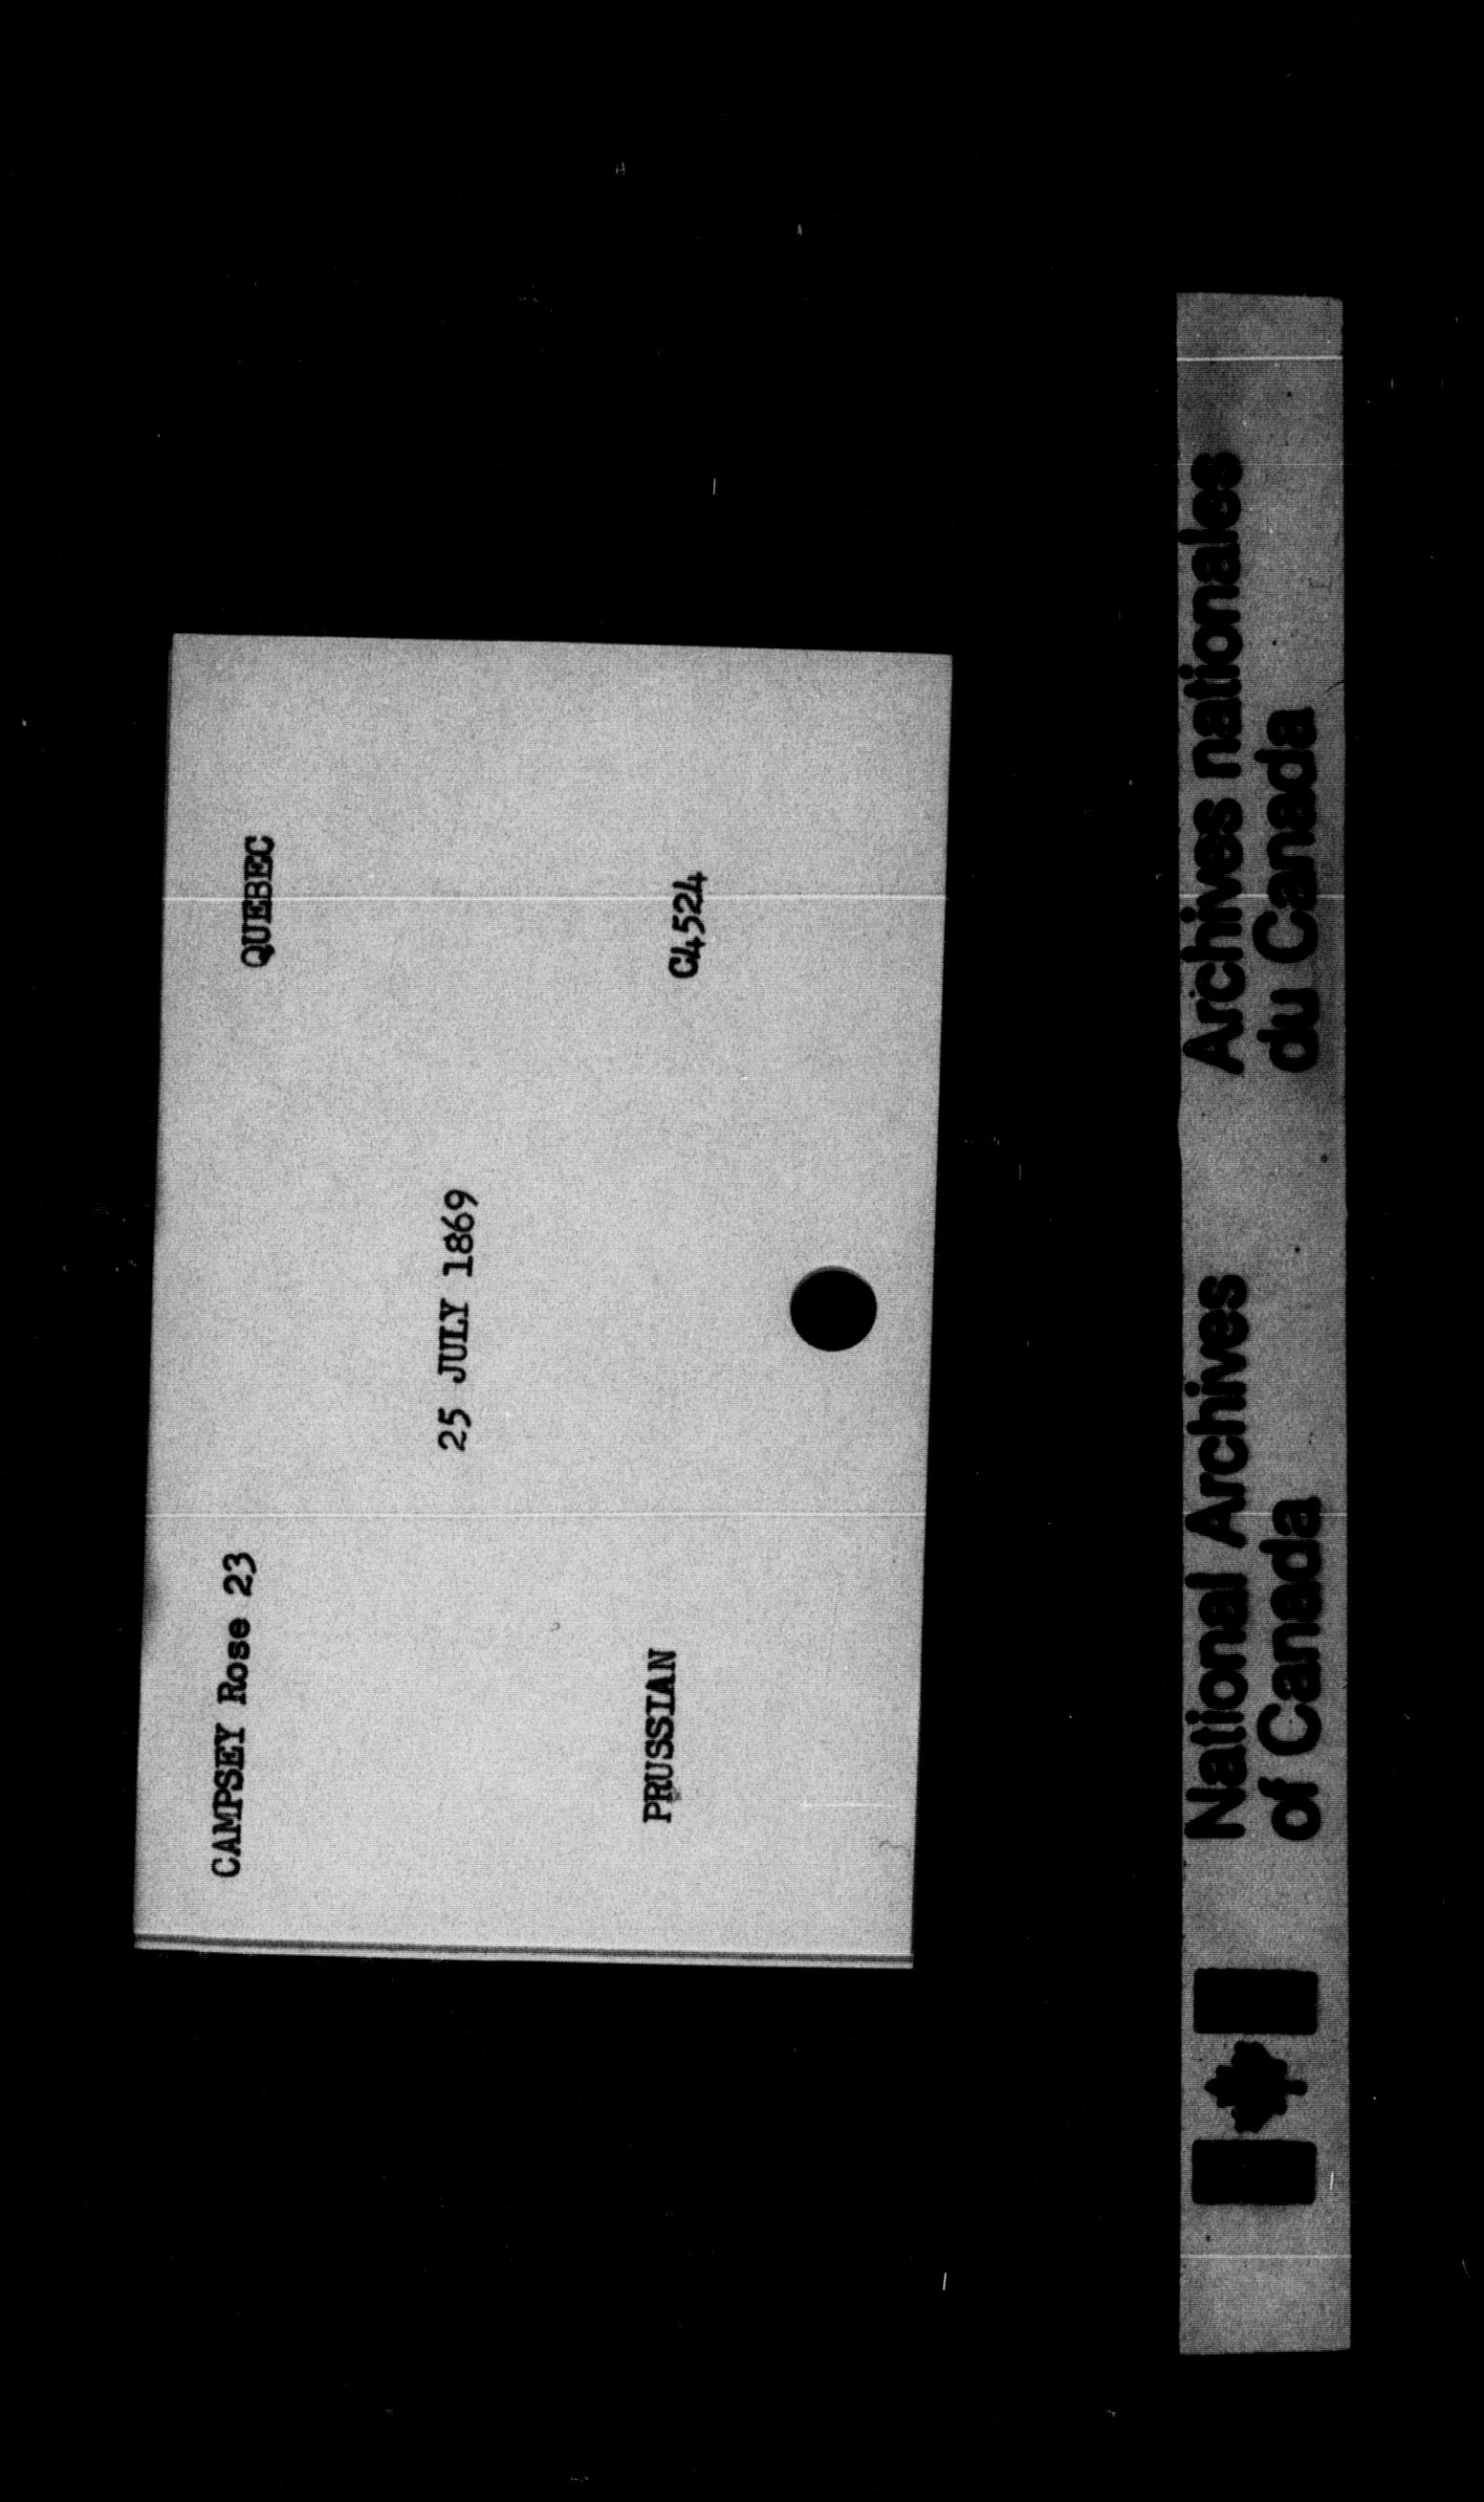 CAMPSEY Rose 23 QUEBEC
25 JULY 1869
PRUSSIAN C4524
National Archives
of Canada
Archives nationales
du Canada